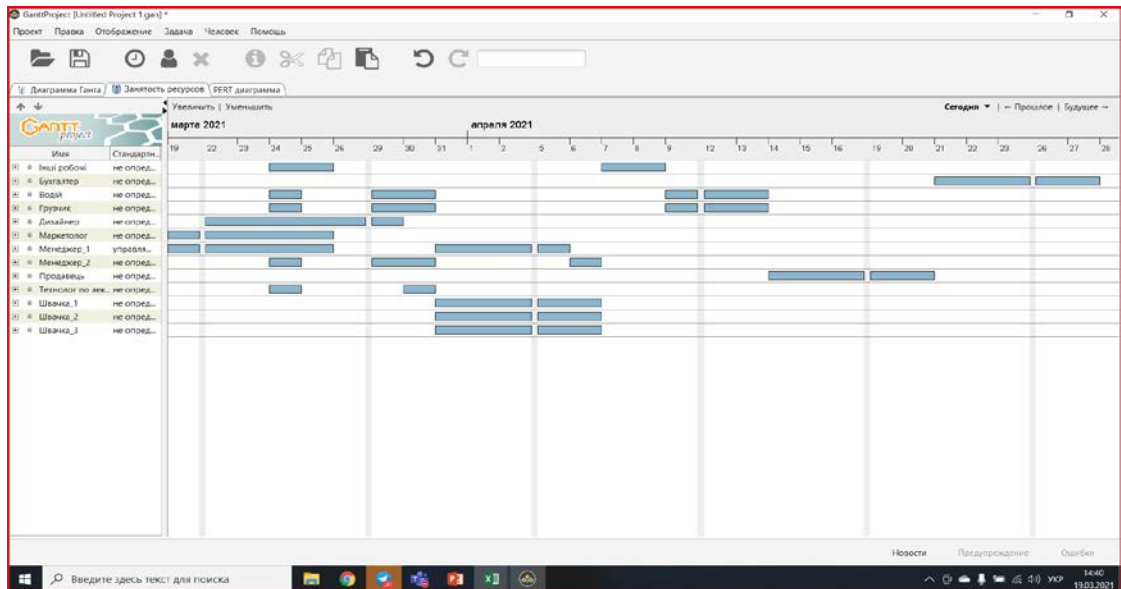 GanttProject [Untitled Project 1.gan] *
Проект Правка Отображение Задача Человек Помощь
Диаграмма Ганта Занятость ресурсов PERT диаграмма
Увеличить | Уменьшить Сегодня ▼ | ← Прошлое | Будущее →
GANTT project
марта 2021 апреля 2021
Имя Стандартн...
19 22 23 24 25 26 29 30 31 1 2 5 6 7 8 9 12 13 14 15 16 19 20 21 22 23 26 27 28
Інші робочі не опред...
Бухгалтер не опред...
Водій не опред...
Грузчик не опред...
Дизайнер не опред...
Маркетолог не опред...
Менеджер_1 управля...
Менеджер_2 не опред...
Продавець не опред...
Технолог по не опред...
Швачка_1 не опред...
Швачка_2 не опред...
Швачка_3 не опред...
Новости Предупреждение Ошибки
Введите здесь текст для поиска
УКР 14:40
19.03.2021